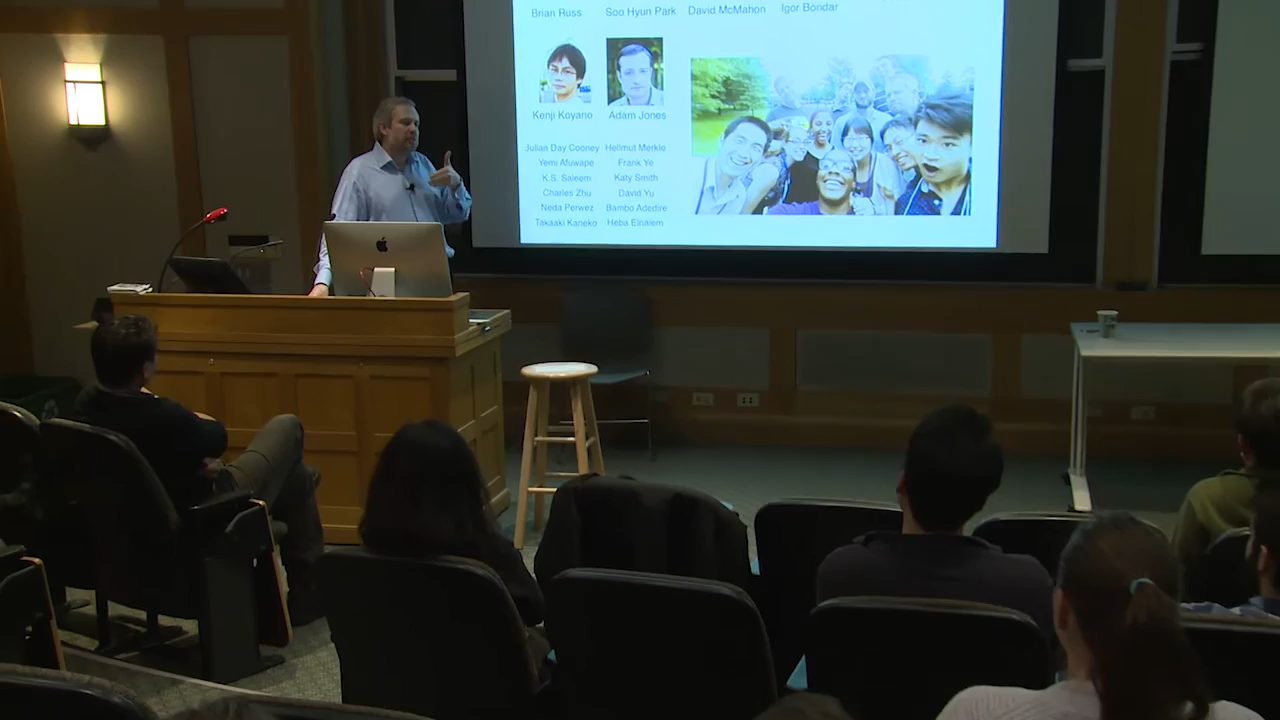 Brian Russ Soo Hyun Park David McMahon Igor Bondar
Kenji Koyano Adam Jones
Julian Day Cooney Hellmut Merkle
Yemi Afuwape Frank Ye
K.S. Saleem Katy Smith
Charles Zhu David Yu
Neda Perwez Bambo Adedire
Takaaki Kaneko Heba Elnaiem